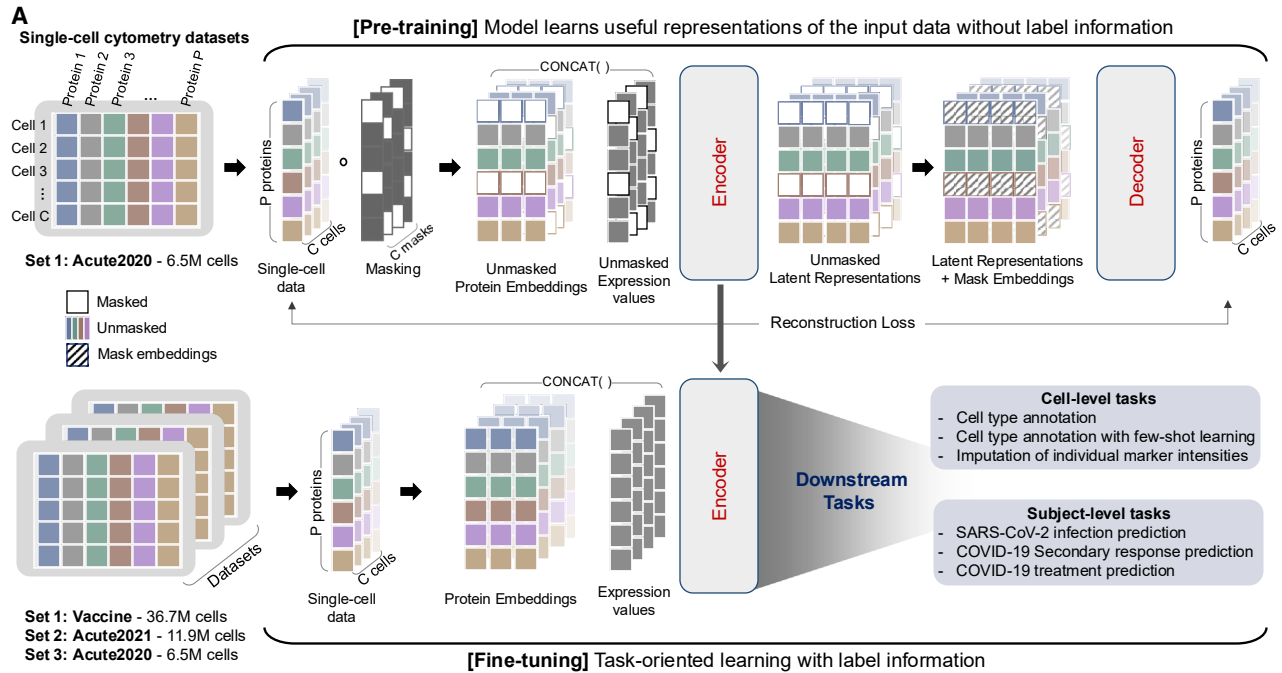 A
[Pre-training] Model learns useful representations of the input data without label information
Single-cell cytometry datasets
Protein 1
Protein 2
Protein 3
...
Protein P
Cell 1
Cell 2
Cell 3
⋮
Cell C
Set 1: Acute2020 - 6.5M cells
P proteins
C cells
Single-cell
data
o
C masks
Masking
CONCAT( )
Unmasked
Protein Embeddings
Unmasked
Expression
values
Encoder
Unmasked
Latent Representations
Latent Representations
+ Mask Embeddings
Decoder
P proteins
C cells
Masked
Unmasked
Mask embeddings
Reconstruction Loss
Datasets
Set 1: Vaccine - 36.7M cells
Set 2: Acute2021 - 11.9M cells
Set 3: Acute2020 - 6.5M cells
P proteins
C cells
Single-cell
data
CONCAT( )
Protein Embeddings
Expression
values
Encoder
Downstream
Tasks
Cell-level tasks
- Cell type annotation
- Cell type annotation with few-shot learning
- Imputation of individual marker intensities
Subject-level tasks
- SARS-CoV-2 infection prediction
- COVID-19 Secondary response prediction
- COVID-19 treatment prediction
[Fine-tuning] Task-oriented learning with label information